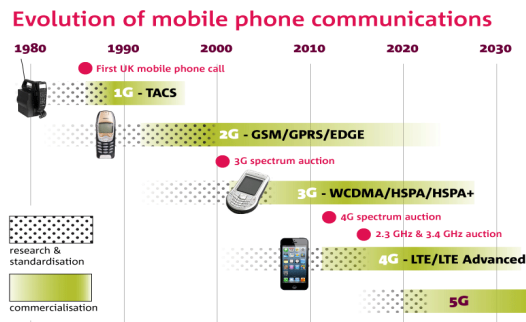 Evolution of mobile phone communications
1980 1990 2000 2010 2020 2030
First UK mobile phone call
1G - TACS
2G - GSM/GPRS/EDGE
3G spectrum auction
3G - WCDMA/HSPA/HSPA+
4G spectrum auction
2.3 GHz & 3.4 GHz auction
research &
standardisation
4G - LTE/LTE Advanced
commercialisation
5G